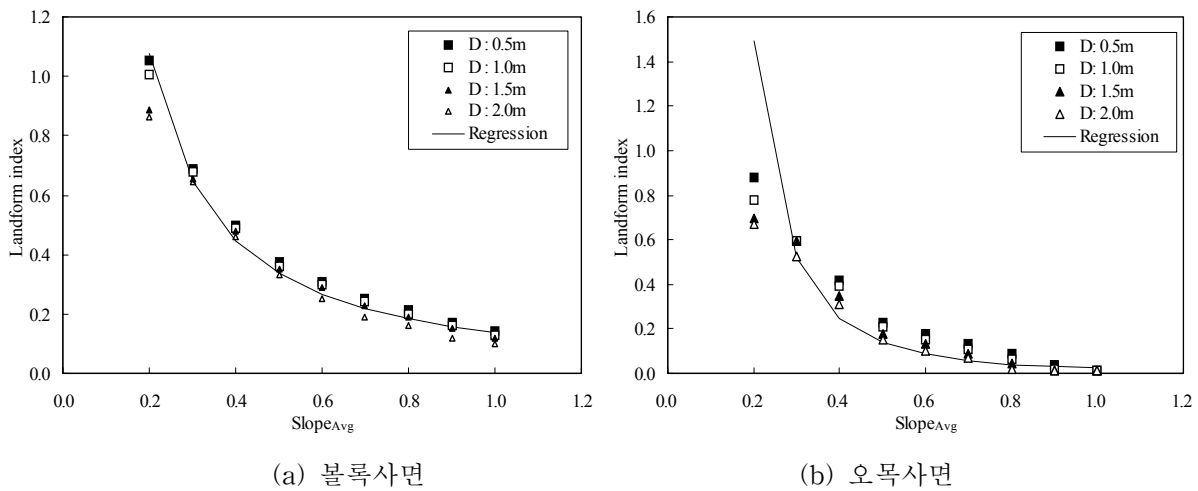 1.2
1.0
0.8
0.6
0.4
0.2
0.0
Landform index
D : 0.5m
D : 1.0m
D : 1.5m
D : 2.0m
Regression
0.0 0.2 0.4 0.6 0.8 1.0 1.2
SlopeAvg
(a) 볼록사면
1.6
1.4
1.2
1.0
0.8
0.6
0.4
0.2
0.0
Landform index
D: 0.5m
D: 1.0m
D: 1.5m
D: 2.0m
Regression
0.0 0.2 0.4 0.6 0.8 1.0 1.2
SlopeAvg
(b) 오목사면